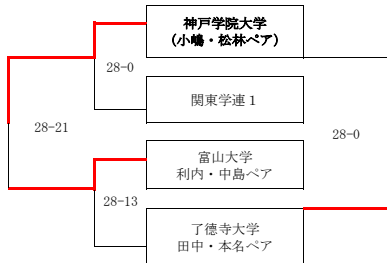 神戸学院大学
(小嶋・松林ペア)
28-0
関東学連1
28-21
28-0
富山大学
利内・中島ペア
28-13
了德寺大学
田中・本名ペア